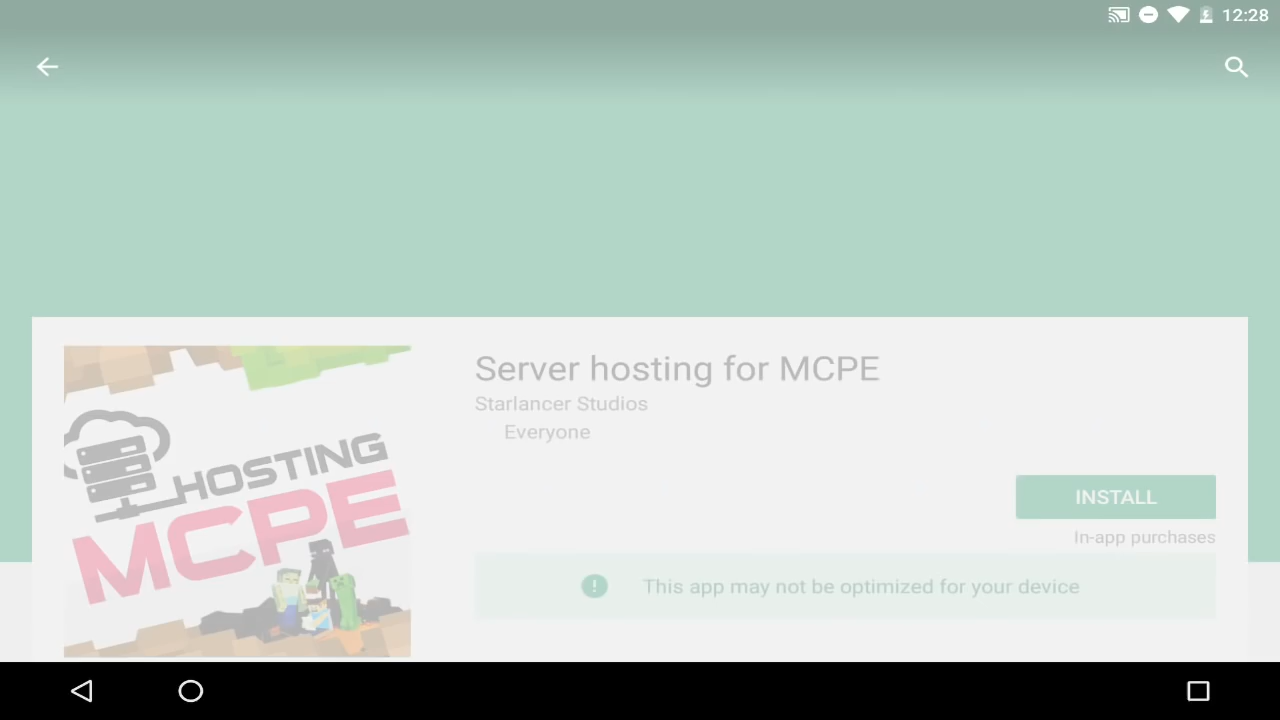 12:28
Server hosting for MCPE
Starlancer Studios
Everyone
HOSTING
MCPE
INSTALL
In-app purchases
This app may not be optimized for your device